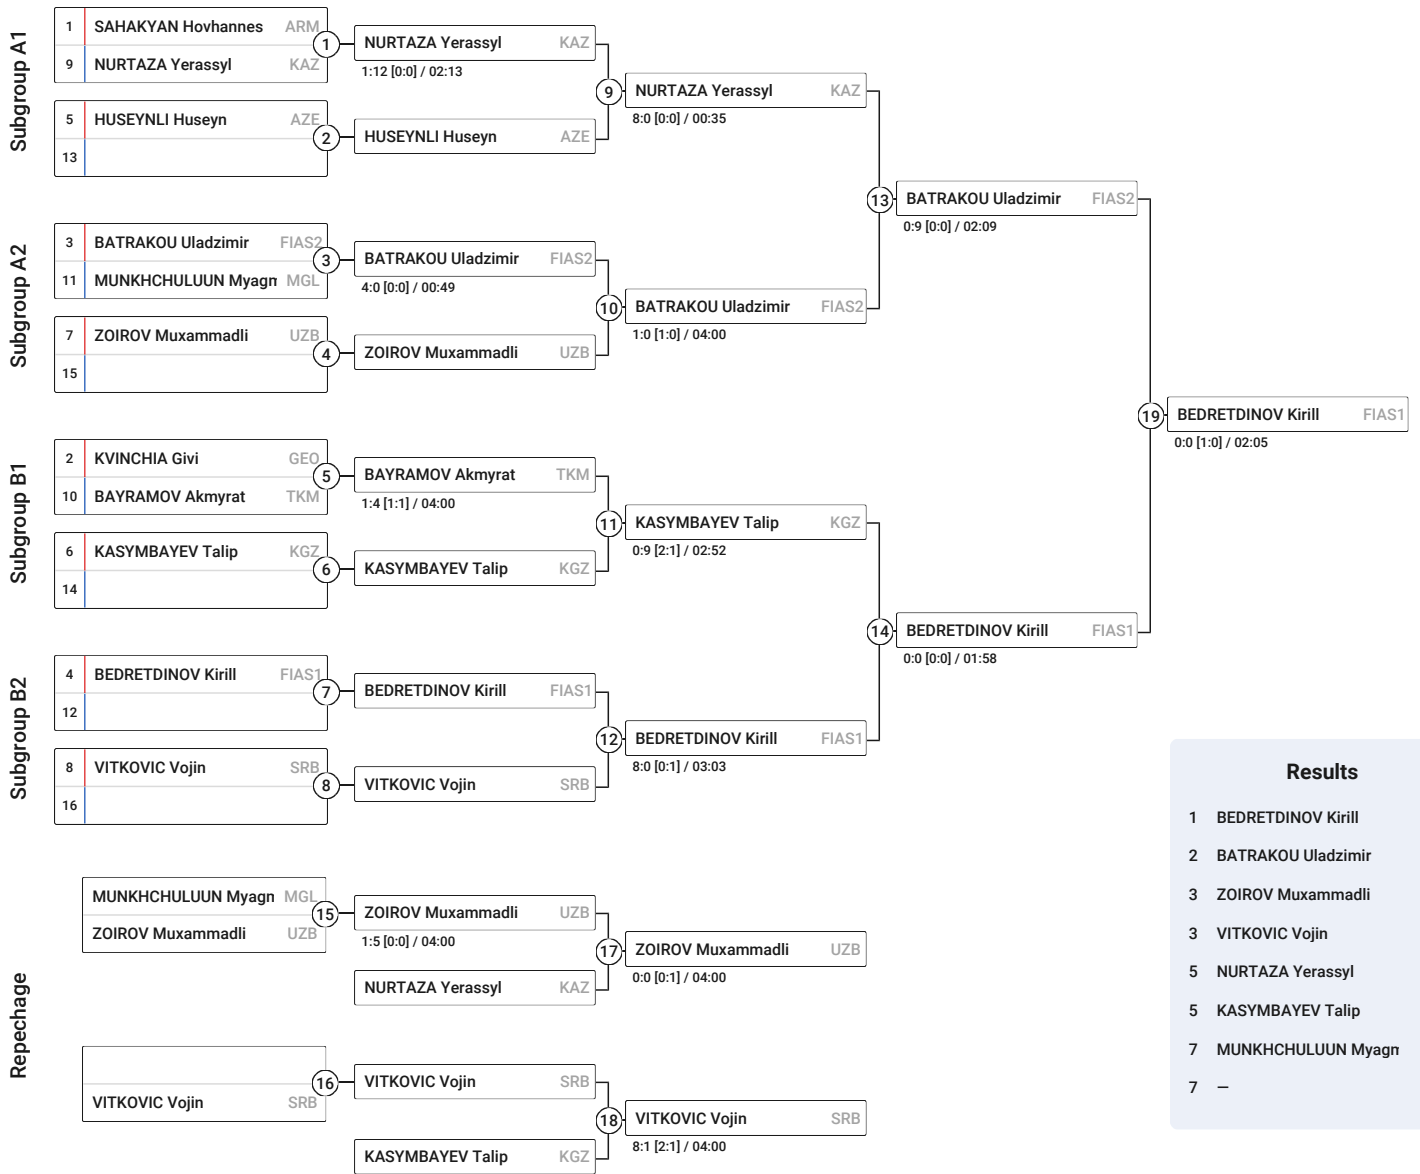 Subgroup A1
1 SAHAKYAN Hovhannes ARM
9 NURTAZA Yerassyl KAZ
1
NURTAZA Yerassyl KAZ
1:12 [0:0] / 02:13
5 HUSEYNLI Huseyn AZE
13
2
HUSEYNLI Huseyn AZE
9
NURTAZA Yerassyl KAZ
8:0 [0:0] / 00:35
Subgroup A2
3 BATRAKOU Uladzimir FIAS2
11 MUNKHCHULUUN Myagm MGL
3
BATRAKOU Uladzimir FIAS2
4:0 [0:0] / 00:49
7 ZOIROV Muxammadli UZB
15
4
ZOIROV Muxammadli UZB
10
BATRAKOU Uladzimir FIAS2
1:0 [1:0] / 04:00
13
BATRAKOU Uladzimir FIAS2
0:9 [0:0] / 02:09
Subgroup B1
2 KVINCHIA Givi GEO
10 BAYRAMOV Akmyrat TKM
5
BAYRAMOV Akmyrat TKM
1:4 [1:1] / 04:00
6 KASYMBAYEV Talip KGZ
14
6
KASYMBAYEV Talip KGZ
11
KASYMBAYEV Talip KGZ
0:9 [2:1] / 02:52
Subgroup B2
4 BEDRETDINOV Kirill FIAS1
12
7
BEDRETDINOV Kirill FIAS1
8 VITKOVIC Vojin SRB
16
8
VITKOVIC Vojin SRB
12
BEDRETDINOV Kirill FIAS1
8:0 [0:1] / 03:03
14
BEDRETDINOV Kirill FIAS1
0:0 [0:0] / 01:58
19
BEDRETDINOV Kirill FIAS1
0:0 [1:0] / 02:05
Repechage
MUNKHCHULUUN Myagm MGL
ZOIROV Muxammadli UZB
15
ZOIROV Muxammadli UZB
1:5 [0:0] / 04:00
NURTAZA Yerassyl KAZ
17
ZOIROV Muxammadli UZB
0:0 [0:1] / 04:00
VITKOVIC Vojin SRB
16
VITKOVIC Vojin SRB
KASYMBAYEV Talip KGZ
18
VITKOVIC Vojin SRB
8:1 [2:1] / 04:00
Results
1 BEDRETDINOV Kirill
2 BATRAKOU Uladzimir
3 ZOIROV Muxammadli
3 VITKOVIC Vojin
5 NURTAZA Yerassyl
5 KASYMBAYEV Talip
7 MUNKHCHULUUN Myagm
7 —